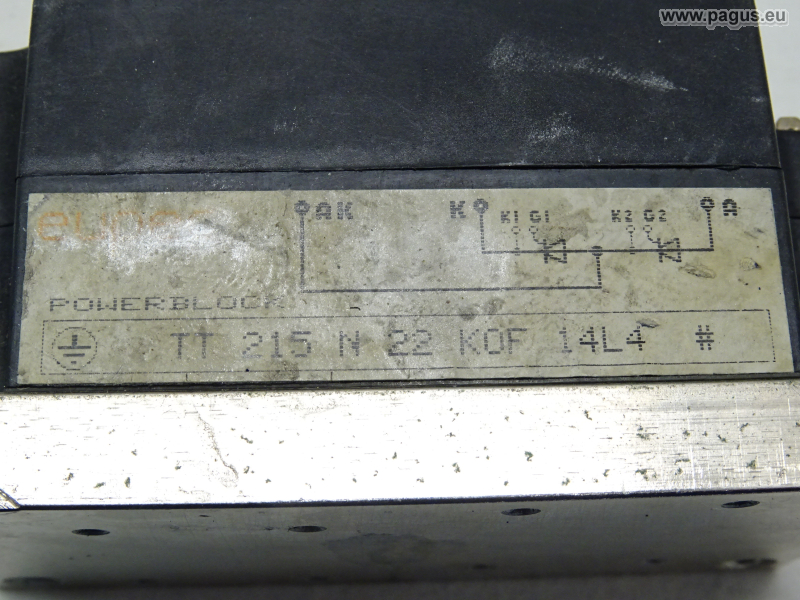 www.pagus.eu
AK K K1 G1 K2 G2 A
POWERBLOCK
TT 215 N 22 KOF 14L4 #